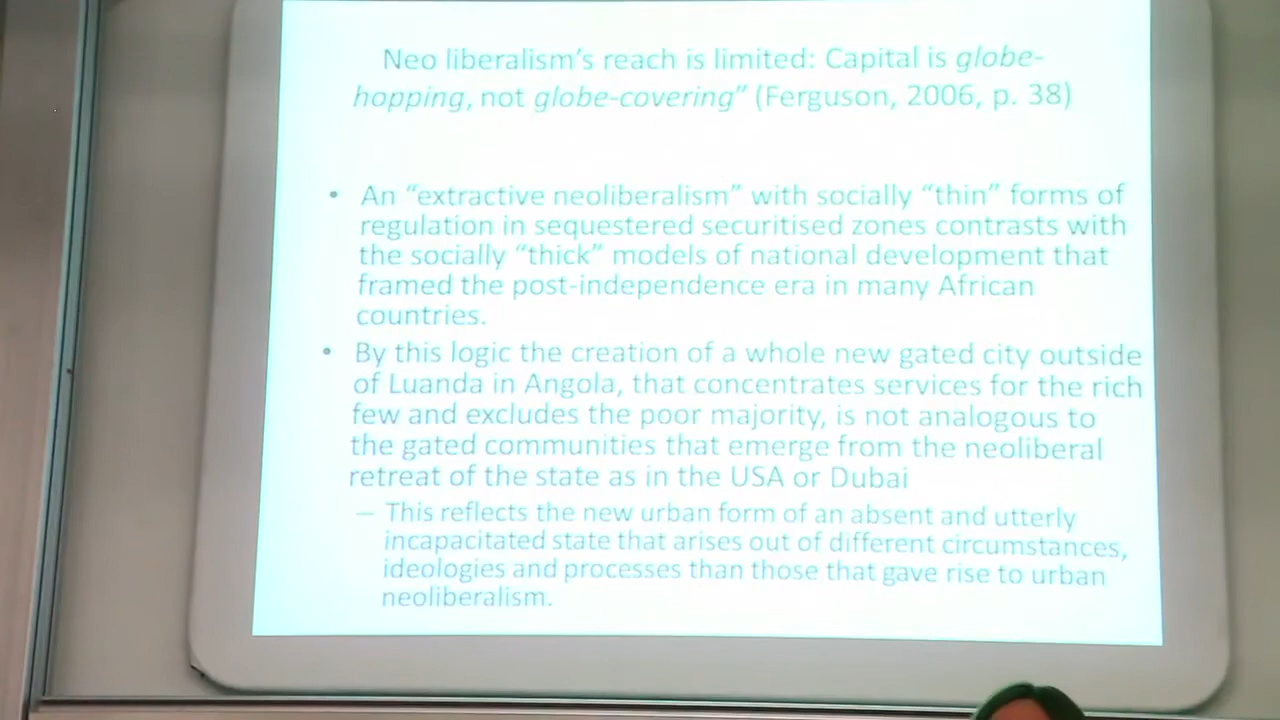 Neo liberalism's reach is limited: Capital is globe-
hopping, not globe-covering" (Ferguson, 2006, p. 38)
• An "extractive neoliberalism" with socially "thin" forms of
regulation in sequestered securitised zones contrasts with
the socially "thick" models of national development that
framed the post-independence era in many African
countries.
• By this logic the creation of a whole new gated city outside
of Luanda in Angola, that concentrates services for the rich
few and excludes the poor majority, is not analogous to
the gated communities that emerge from the neoliberal
retreat of the state as in the USA or Dubai
– This reflects the new urban form of an absent and utterly
incapacitated state that arises out of different circumstances,
ideologies and processes than those that gave rise to urban
neoliberalism.